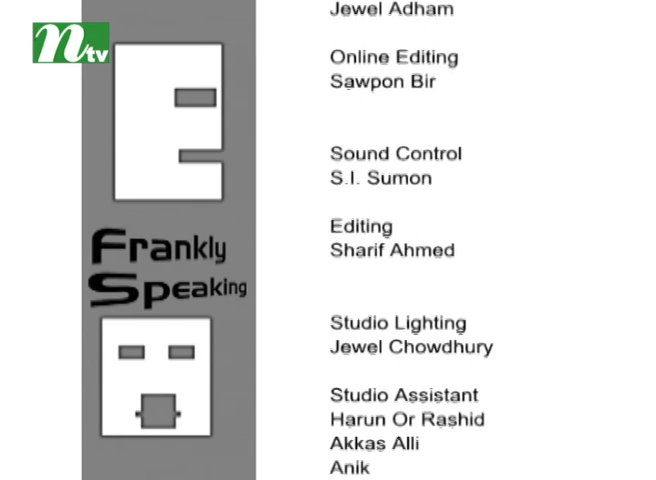 ntv
Frankly
Speaking
Jewel Adham
Online Editing
Sawpon Bir
Sound Control
S.I. Sumon
Editing
Sharif Ahmed
Studio Lighting
Jewel Chowdhury
Studio Assistant
Harun Or Rashid
Akkas Alli
Anik